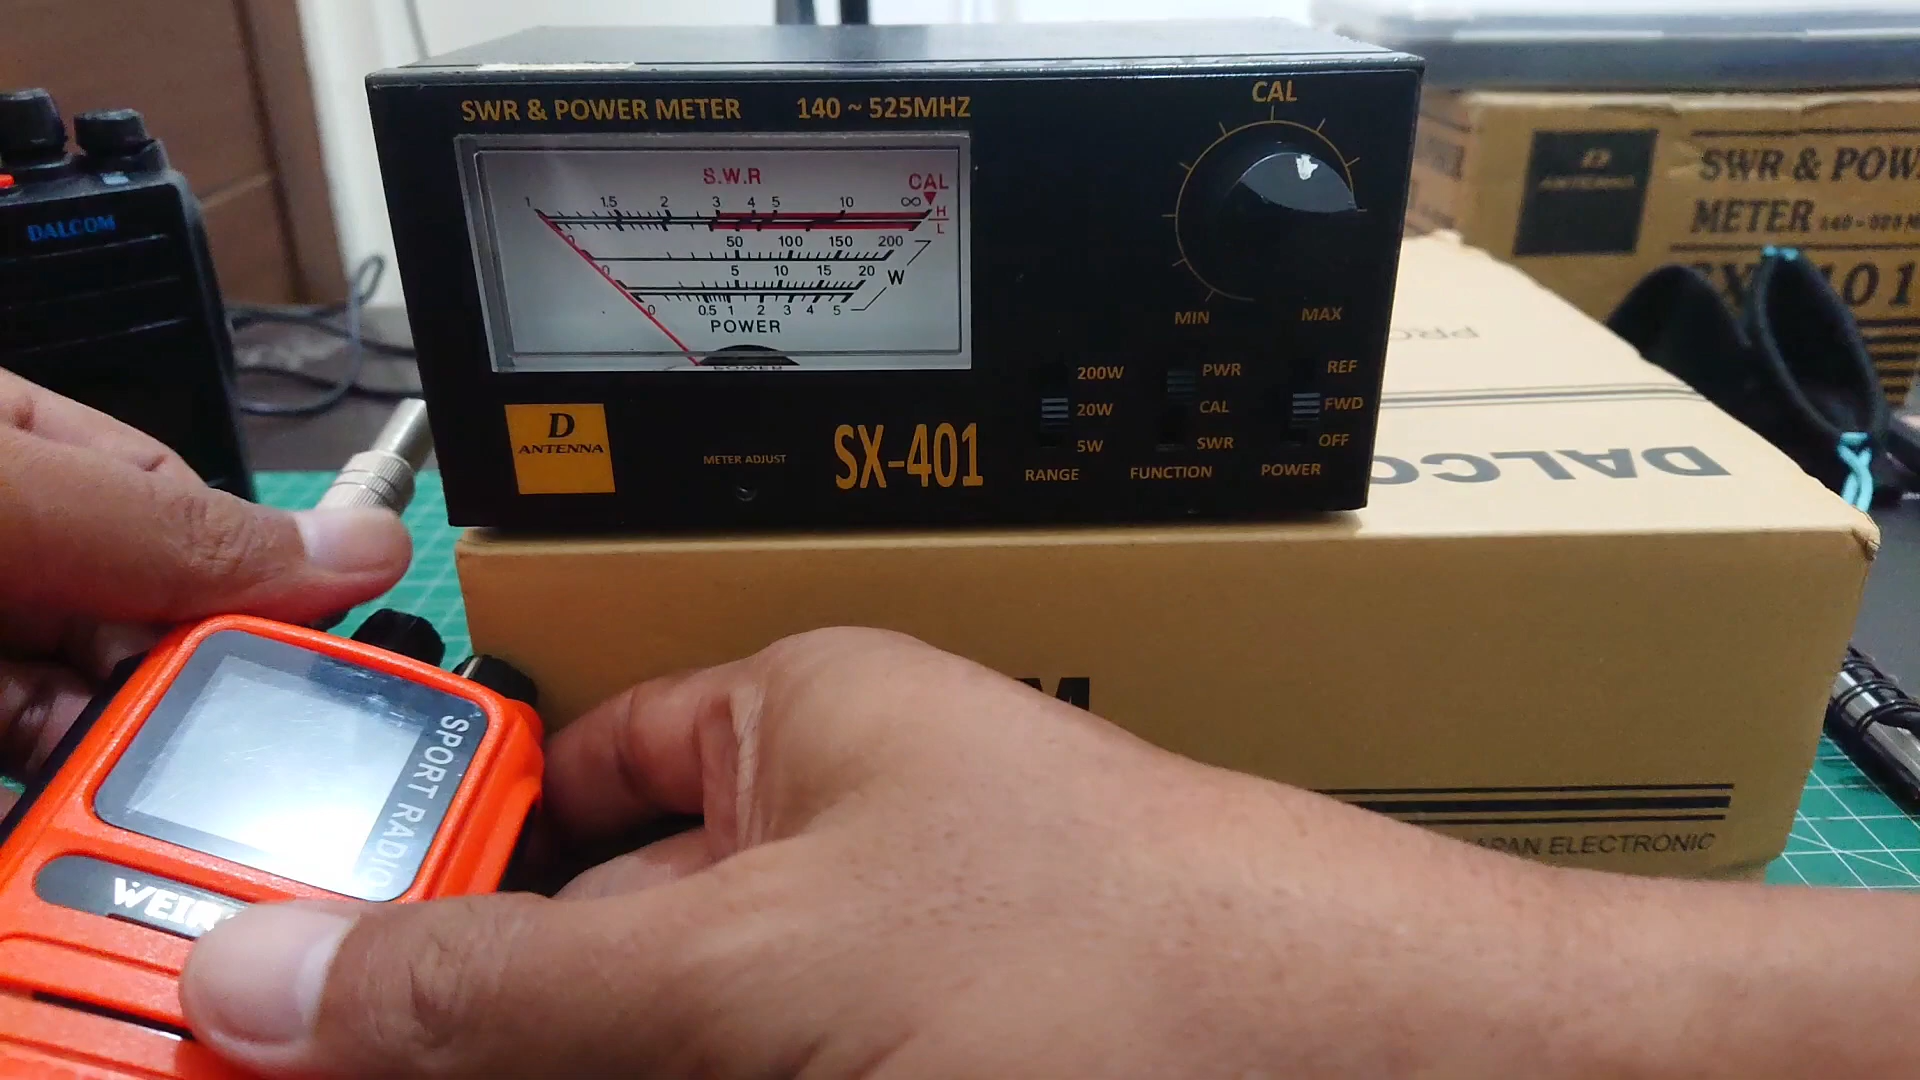 SWR & POWER METER 140 ~ 525MHZ
CAL
S.W.R
CAL
1 1.5 2 3 4 5 10 ∞
H
L
50 100 150 200
0 5 10 15 20
W
0 0.5 1 2 3 4 5
POWER
MIN MAX
200W
20W
5W
RANGE
PWR
CAL
SWR
FUNCTION
REF
FWD
OFF
POWER
D
ANTENNA
METER ADJUST
SX-401
DALCOM
SPORT RADIO
D
ANTENNA
SWR &
METER
ELECTRONIC